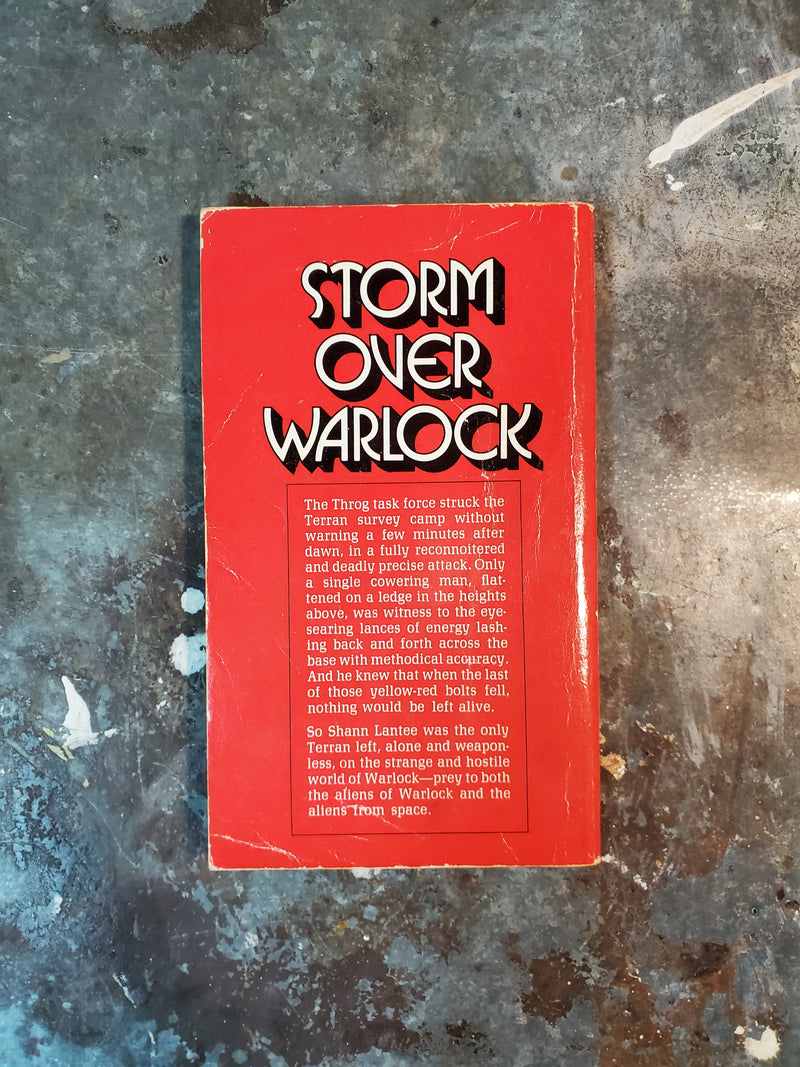 STORM
OVER
WARLOCK
The Throg task force struck the
Terran survey camp without
warning a few minutes after
dawn, in a fully reconnoitered
and deadly precise attack. Only
a single cowering man, flat-
tened on a ledge in the heights
above, was witness to the eye-
searing lances of energy lash-
ing back and forth across the
base with methodical accuracy.
And he knew that when the last
of those yellow-red bolts fell,
nothing would be left alive.
So Shann Lantee was the only
Terran left, alone and weapon-
less, on the strange and hostile
world of Warlock—prey to both
the aliens of Warlock and the
aliens from space.